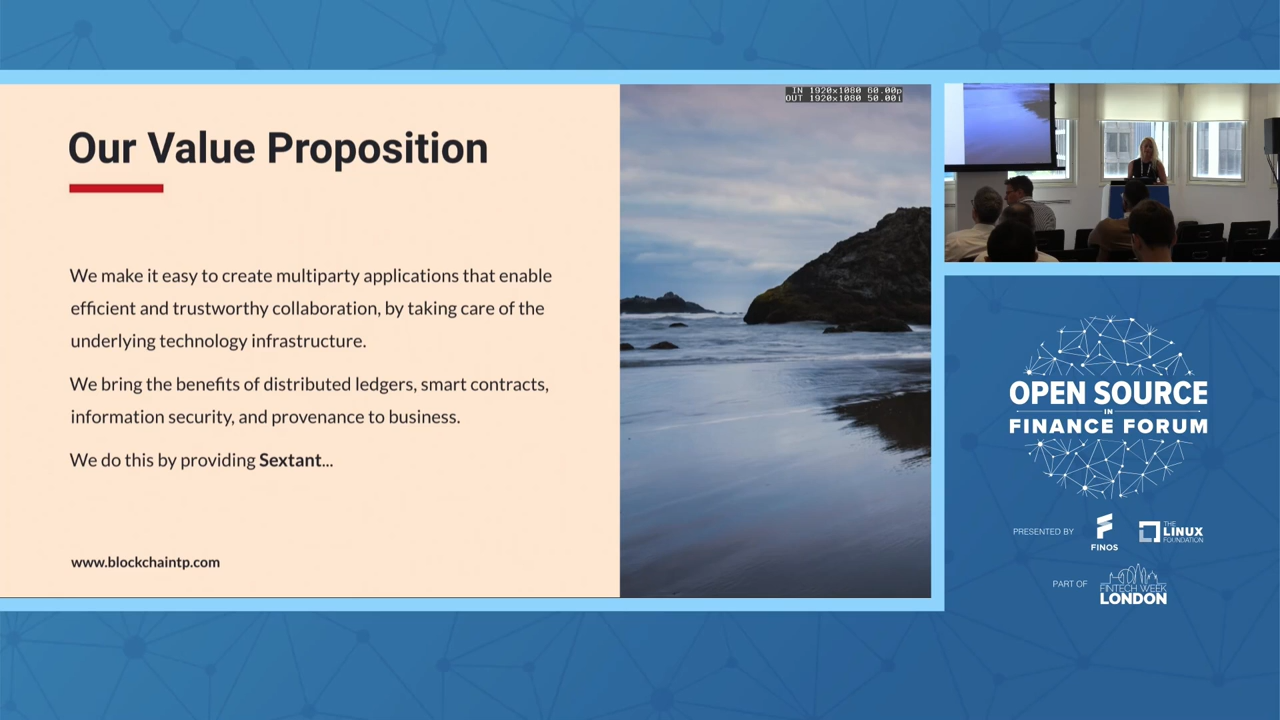 Our Value Proposition
We make it easy to create multiparty applications that enable
efficient and trustworthy collaboration, by taking care of the
underlying technology infrastructure.
We bring the benefits of distributed ledgers, smart contracts,
information security, and provenance to business.
We do this by providing Sextant...
www.blockchaintp.com
IN 1920x1080 60.00p
OUT 1920x1080 50.00i
OPEN SOURCE
IN
FINANCE FORUM
PRESENTED BY
FINOS
THE
LINUX
FOUNDATION
PART OF
FINTECH WEEK
LONDON